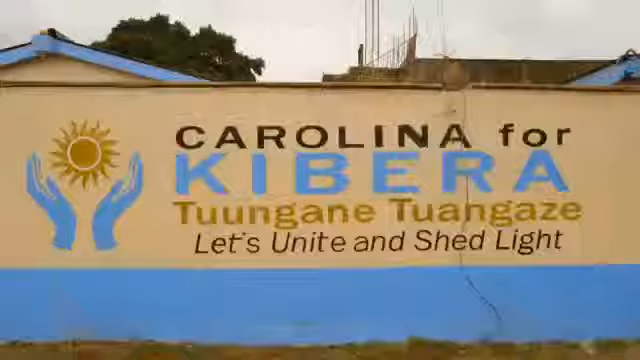 CAROLINA for
KIBERA
Tuungane Tuangaze
Let's Unite and Shed Light